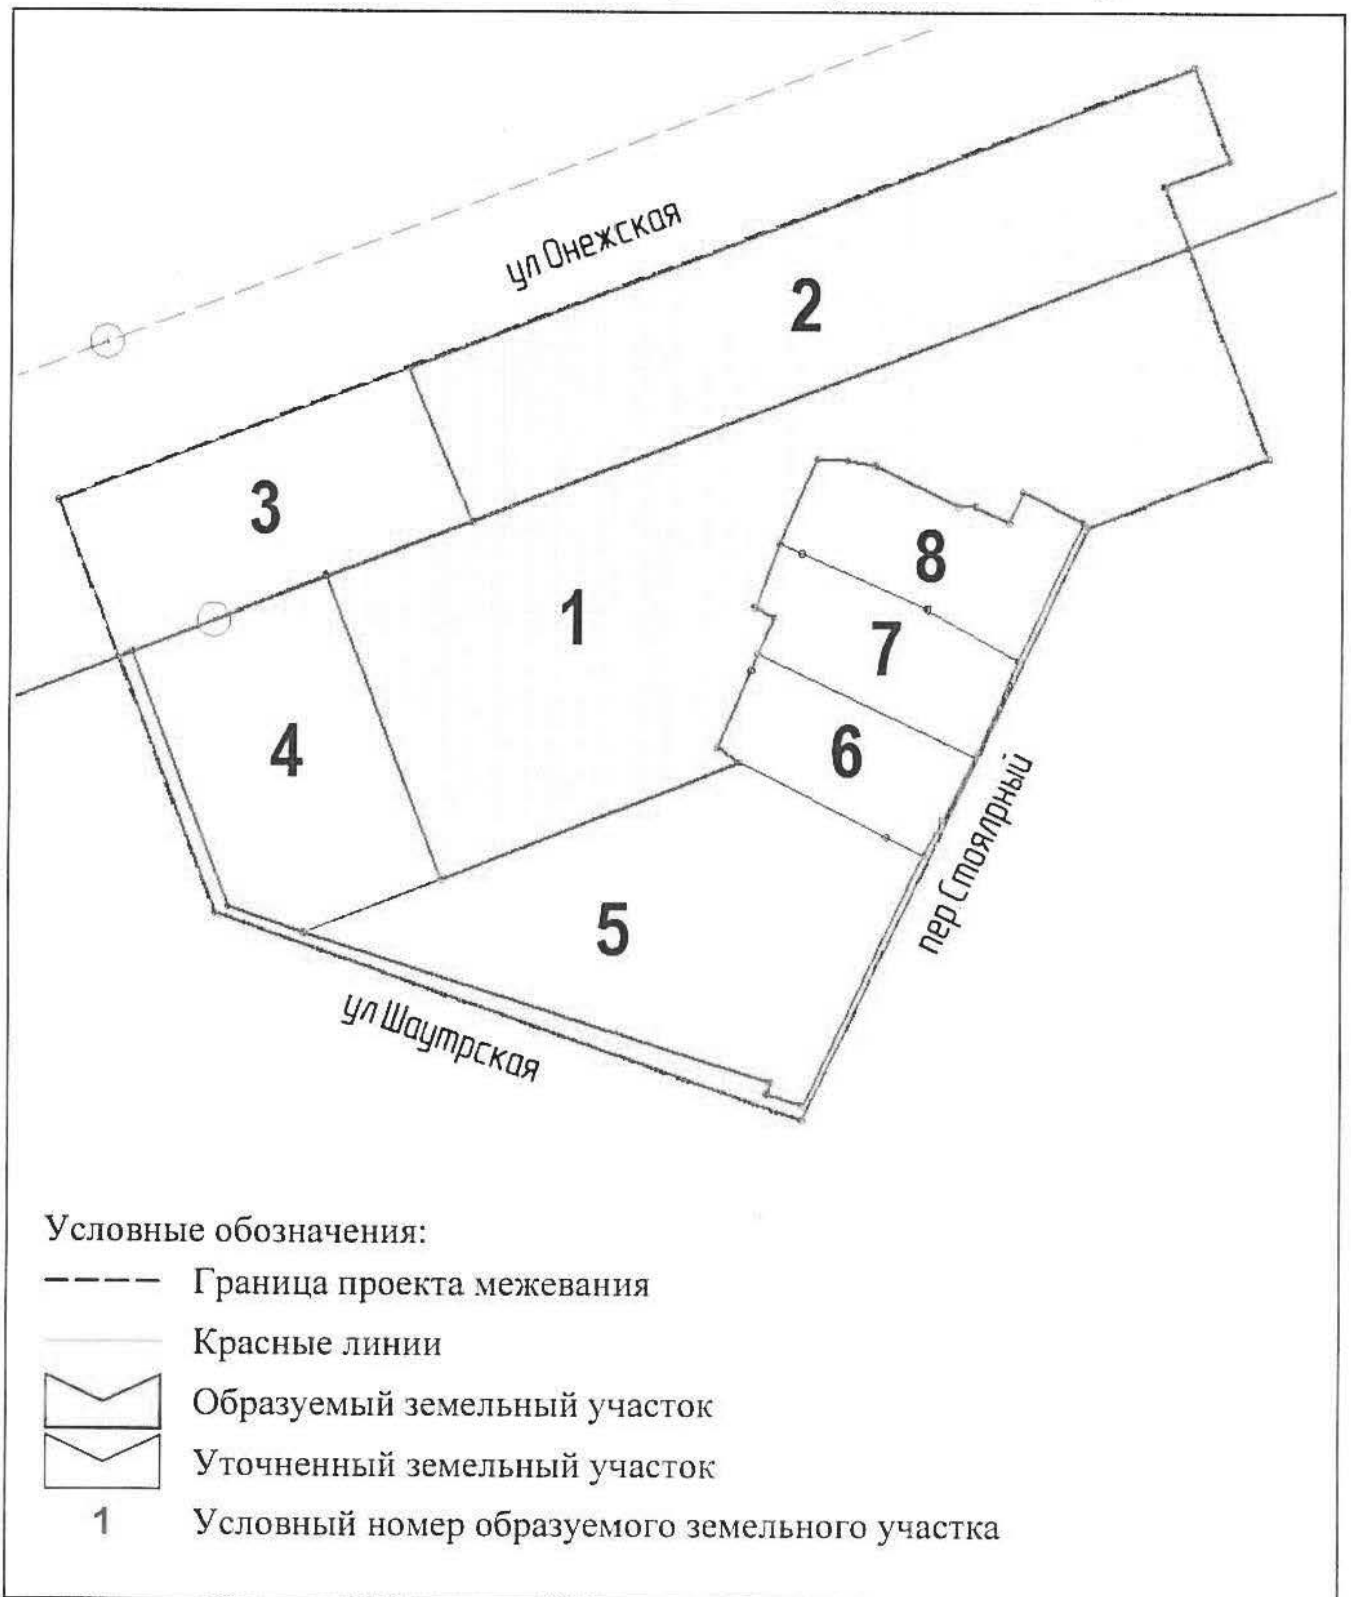 ул Онежская
2
3
8
1
7
4
6
пер Стоялрный
5
ул Шаутрская
Условные обозначения:
Граница проекта межевания
Красные линии
Образуемый земельный участок
Уточненный земельный участок
1 Условный номер образуемого земельного участка